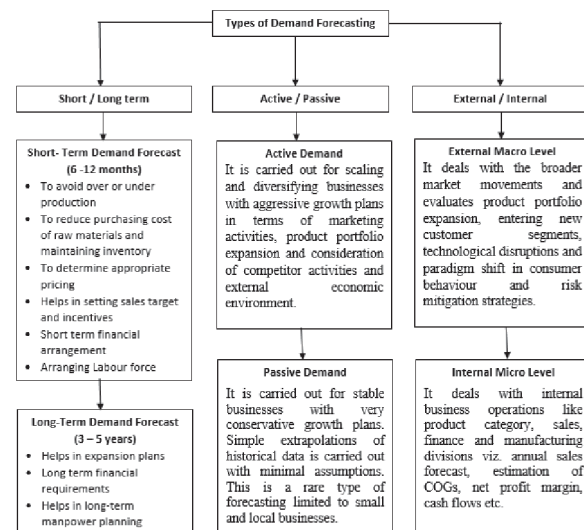 Types of Demand Forecasting
Short / Long term
Short- Term Demand Forecast
(6 -12 months)
• To avoid over or under
production
• To reduce purchasing cost
of raw materials and
maintaining inventory
• To determine appropriate
pricing
• Helps in setting sales target
and incentives
• Short term financial
arrangement
• Arranging Labour force
Long-Term Demand Forecast
(3 – 5 years)
• Helps in expansion plans
• Long term financial
requirements
• Helps in long-term
manpower planning
Active / Passive
Active Demand
It is carried out for scaling
and diversifying businesses
with aggressive growth plans
in terms of marketing
activities, product portfolio
expansion and consideration
of competitor activities and
external economic
environment.
Passive Demand
It is carried out for stable
businesses with very
conservative growth plans.
Simple extrapolations of
historical data is carried out
with minimal assumptions.
This is a rare type of
forecasting limited to small
and local businesses.
External / Internal
External Macro Level
It deals with the broader
market movements and
evaluates product portfolio
expansion, entering new
customer segments,
technological disruptions and
paradigm shift in consumer
behaviour and risk
mitigation strategies.
Internal Micro Level
It deals with internal
business operations like
product category, sales,
finance and manufacturing
divisions viz. annual sales
forecast, estimation of
COGs, net profit margin,
cash flows etc.